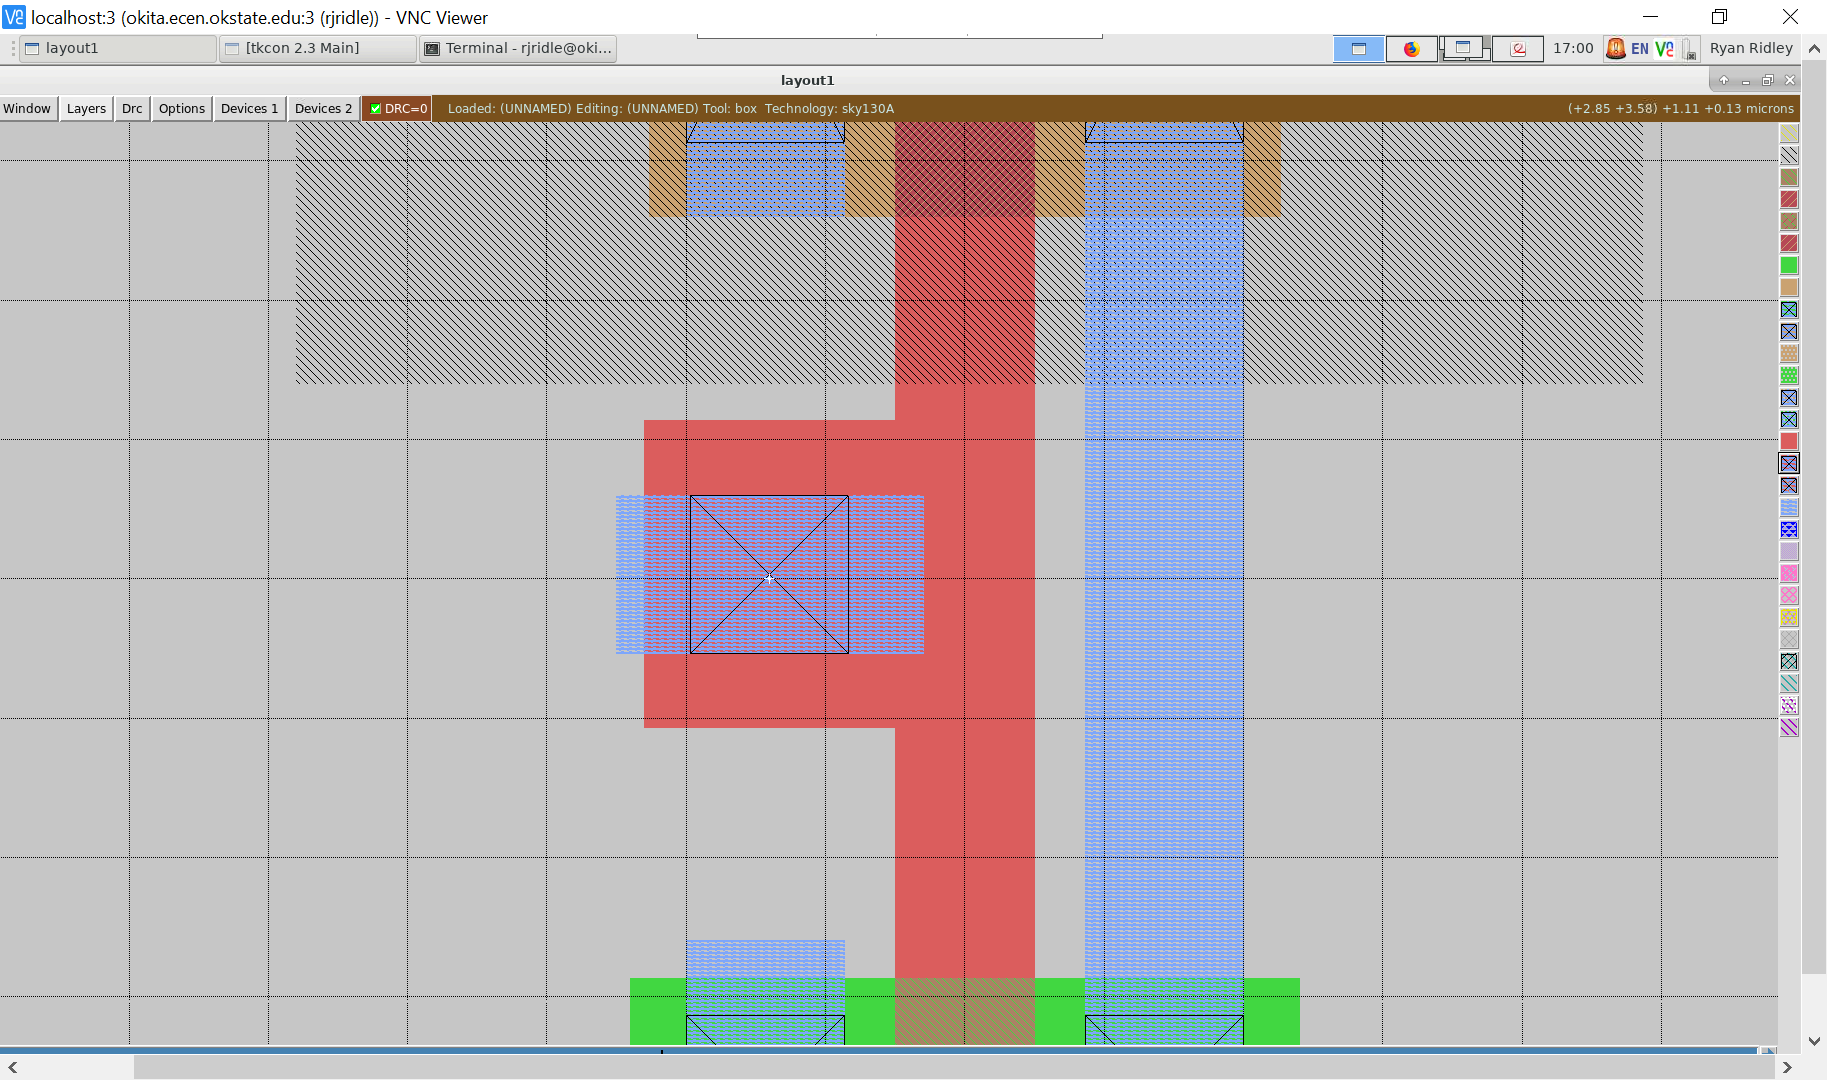 localhost:3 (okita.ecen.okstate.edu:3 (rjridle)) - VNC Viewer
layout1 [tkcon 2.3 Main] Terminal - rjridle@oki... 17:00 EN Ryan Ridley
layout1
Window Layers Drc Options Devices 1 Devices 2 DRC=0 Loaded: (UNNAMED) Editing: (UNNAMED) Tool: box Technology: sky130A (+2.85 +3.58) +1.11 +0.13 microns